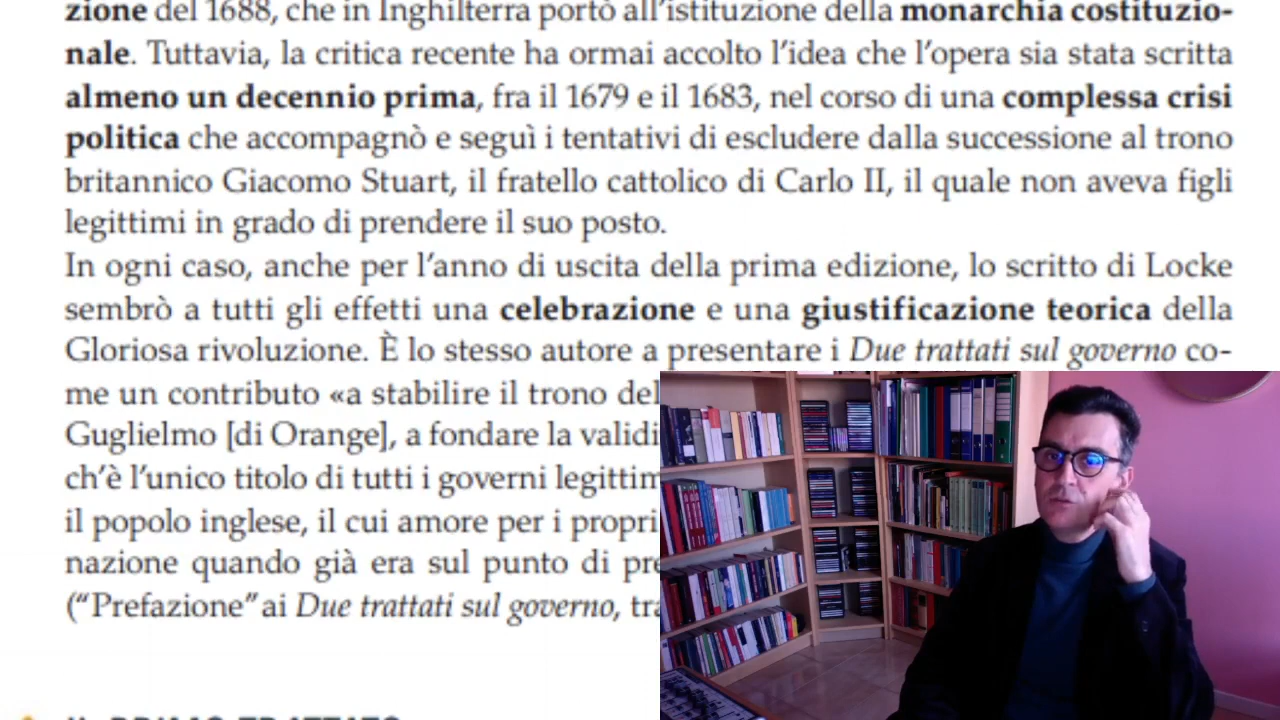 zione del 1688, che in Inghilterra portò all'istituzione della monarchia costituzio-
nale. Tuttavia, la critica recente ha ormai accolto l'idea che l'opera sia stata scritta
almeno un decennio prima, fra il 1679 e il 1683, nel corso di una complessa crisi
politica che accompagnò e seguì i tentativi di escludere dalla successione al trono
britannico Giacomo Stuart, il fratello cattolico di Carlo II, il quale non aveva figli
legittimi in grado di prendere il suo posto.
In ogni caso, anche per l'anno di uscita della prima edizione, lo scritto di Locke
sembrò a tutti gli effetti una celebrazione e una giustificazione teorica della
Gloriosa rivoluzione. È lo stesso autore a presentare i Due trattati sul governo co-
me un contributo «a stabilire il trono del
Guglielmo [di Orange], a fondare la validi
ch'è l'unico titolo di tutti i governi legittim
il popolo inglese, il cui amore per i propri
nazione quando già era sul punto di pre
("Prefazione" ai Due trattati sul governo, tra
IL PRIMO TRATTATO